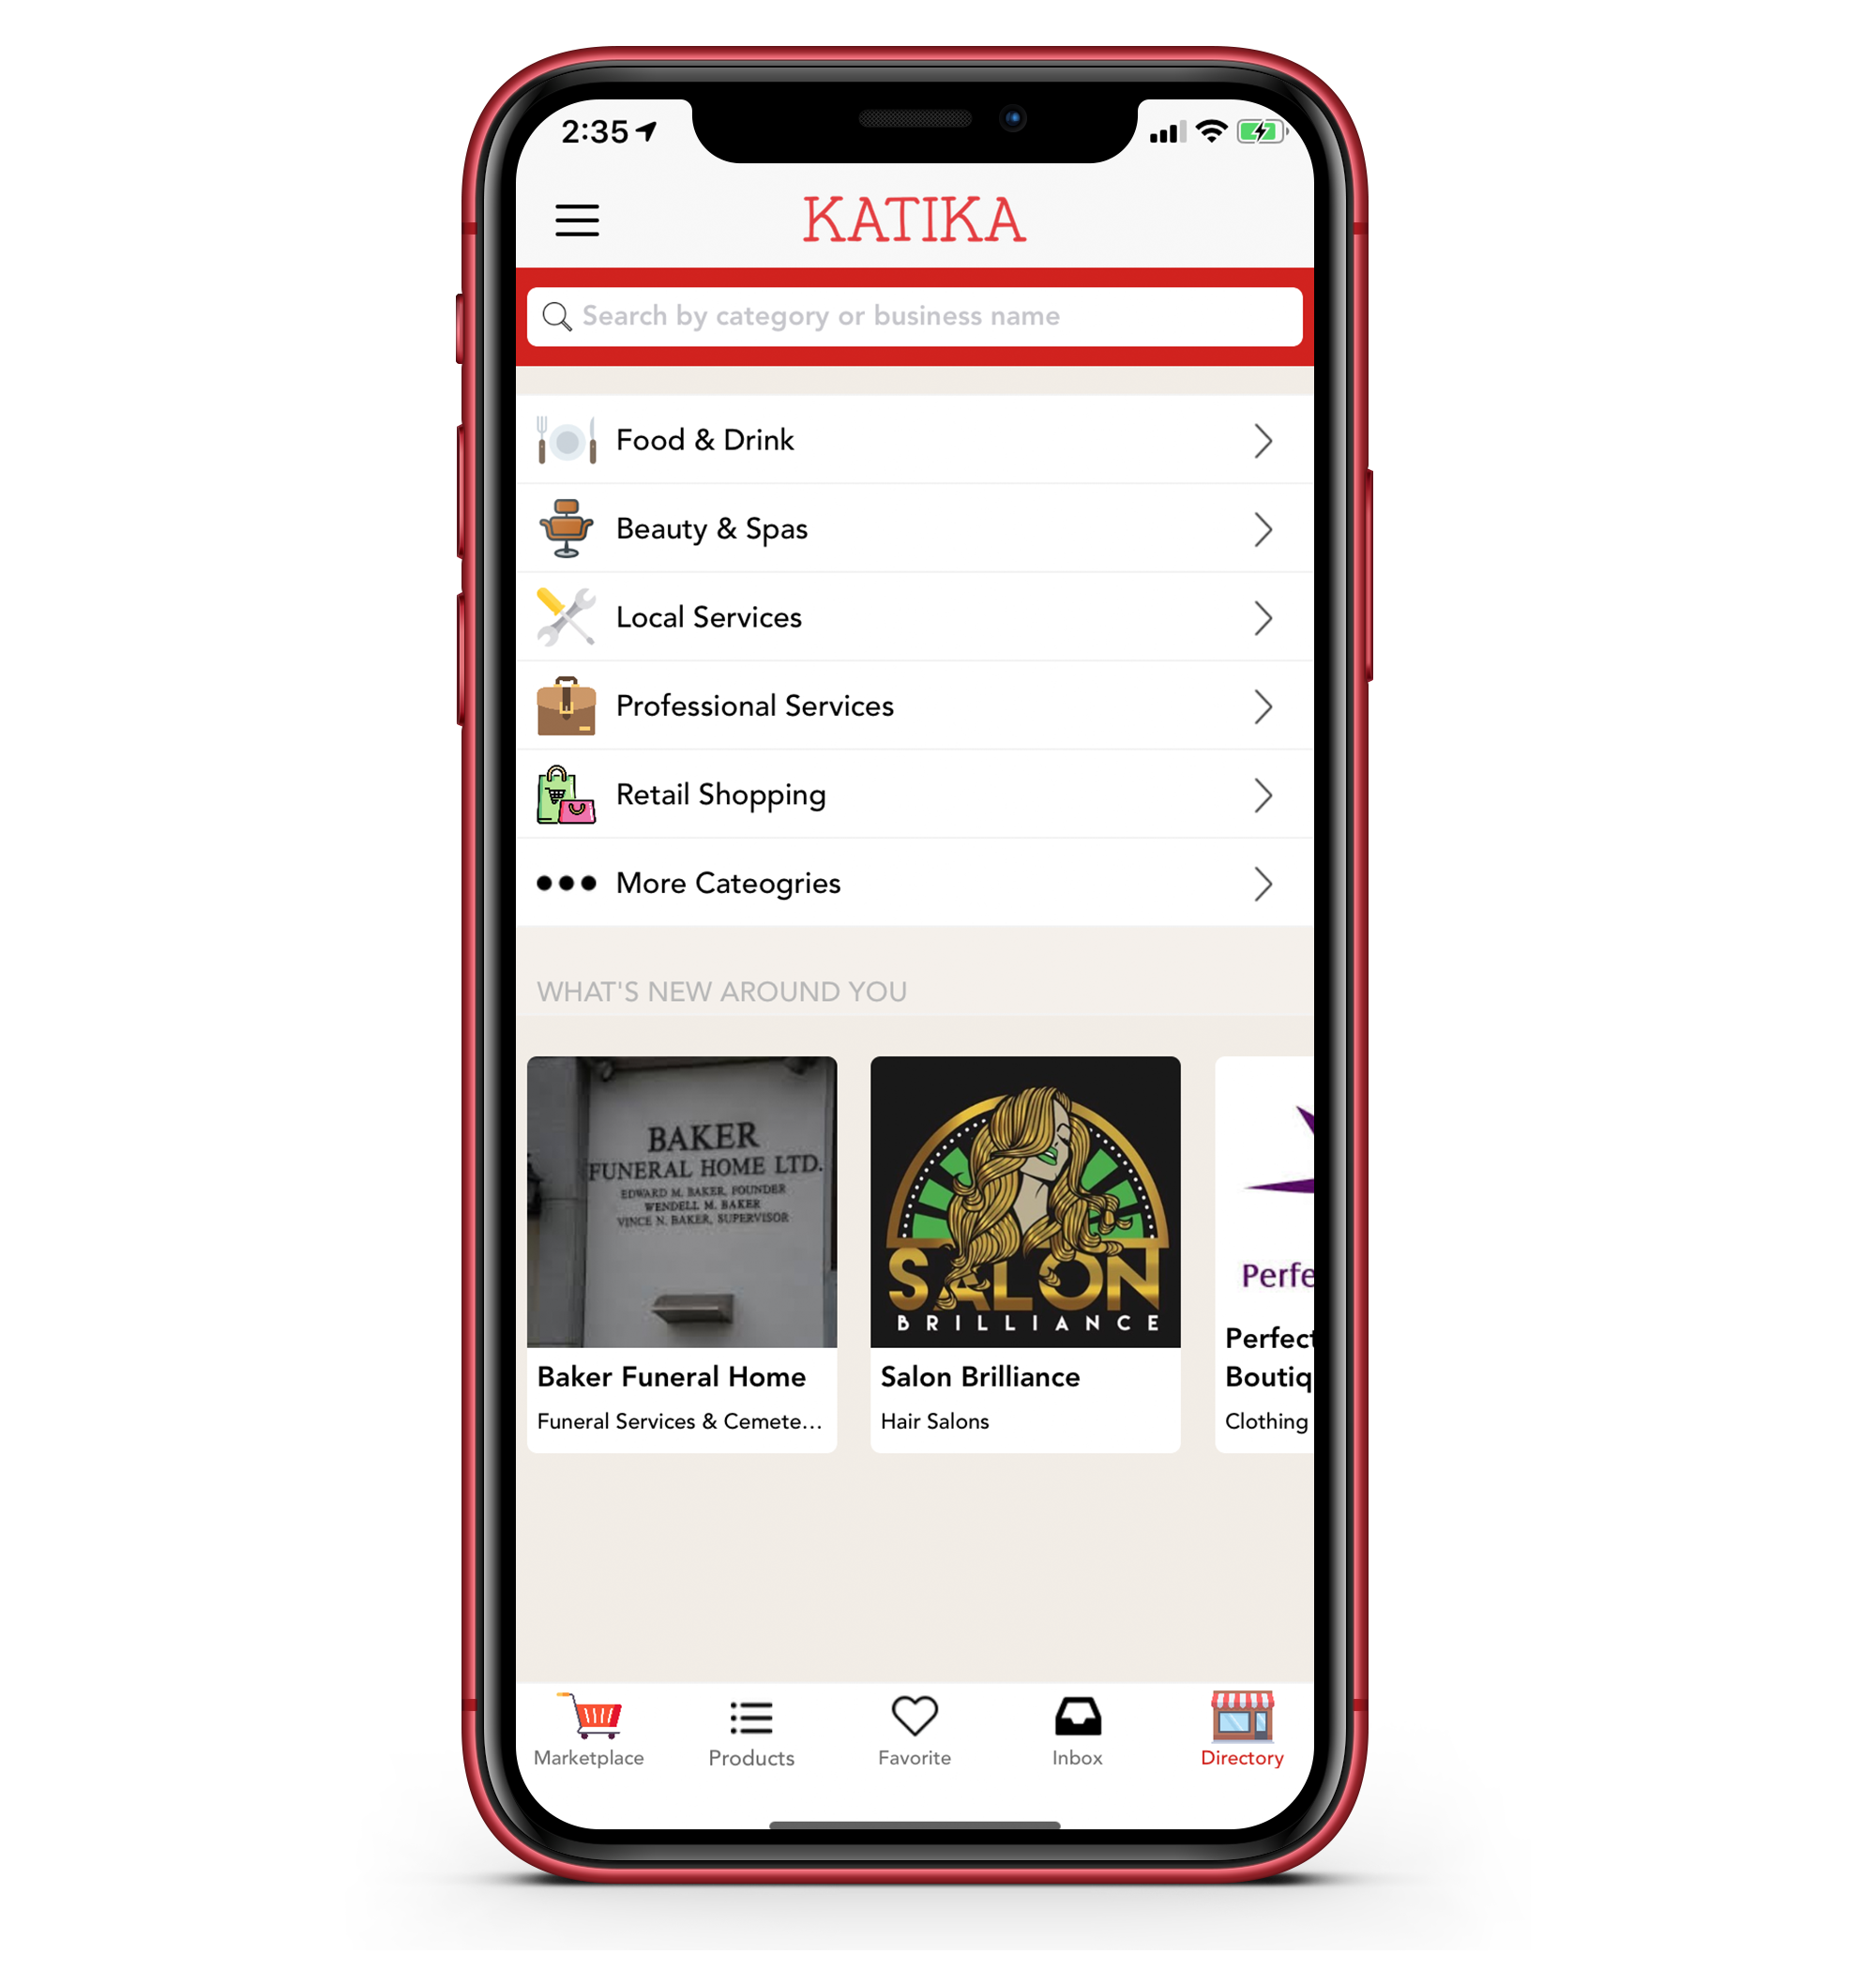 2:35
KATIKA
Search by category or business name
Food & Drink
Beauty & Spas
Local Services
Professional Services
Retail Shopping
More Cateogries
WHAT'S NEW AROUND YOU
BAKER
FUNERAL HOME LTD.
EDWARD M. BAKER, FOUNDER
WENDELL M. BAKER
VINCE N. BAKER, SUPERVISOR
Baker Funeral Home
Funeral Services & Cemete...
SALON
BRILLIANCE
Salon Brilliance
Hair Salons
Perfe
Perfect
Boutiq
Clothing
Marketplace
Products
Favorite
Inbox
Directory